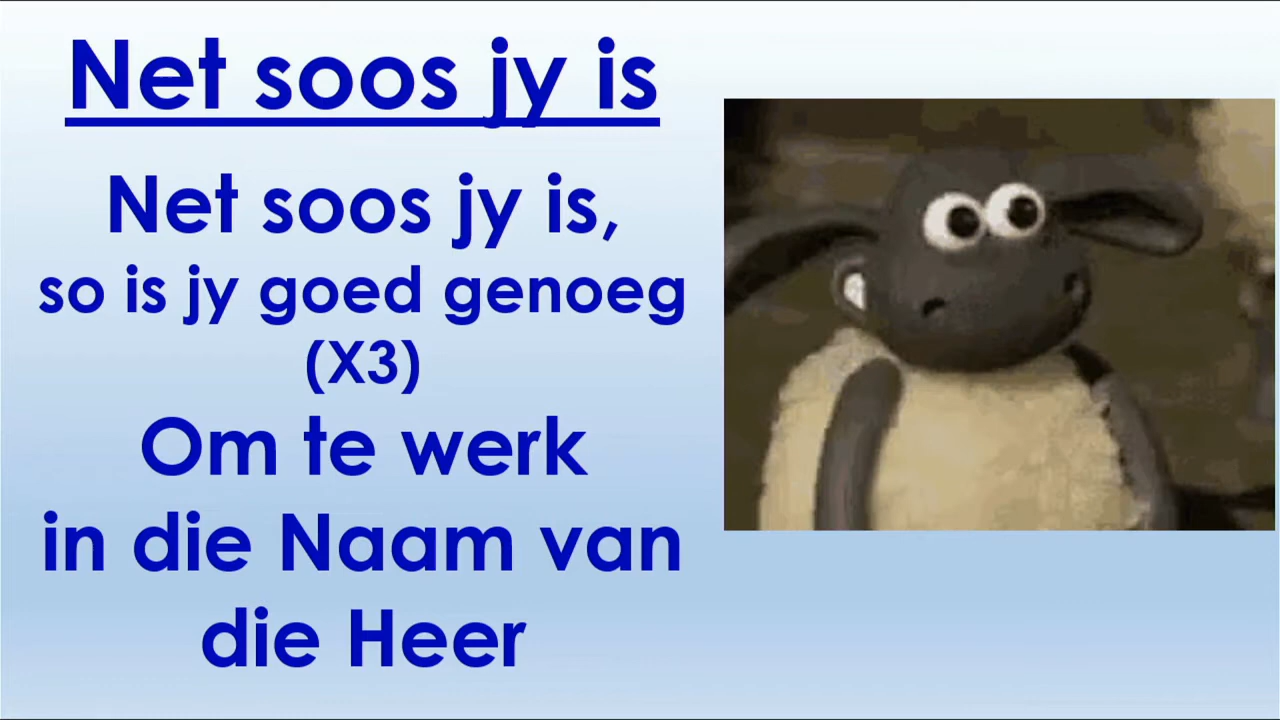 Net soos jy is
Net soos jy is,
so is jy goed genoeg
(X3)
Om te werk
in die Naam van
die Heer